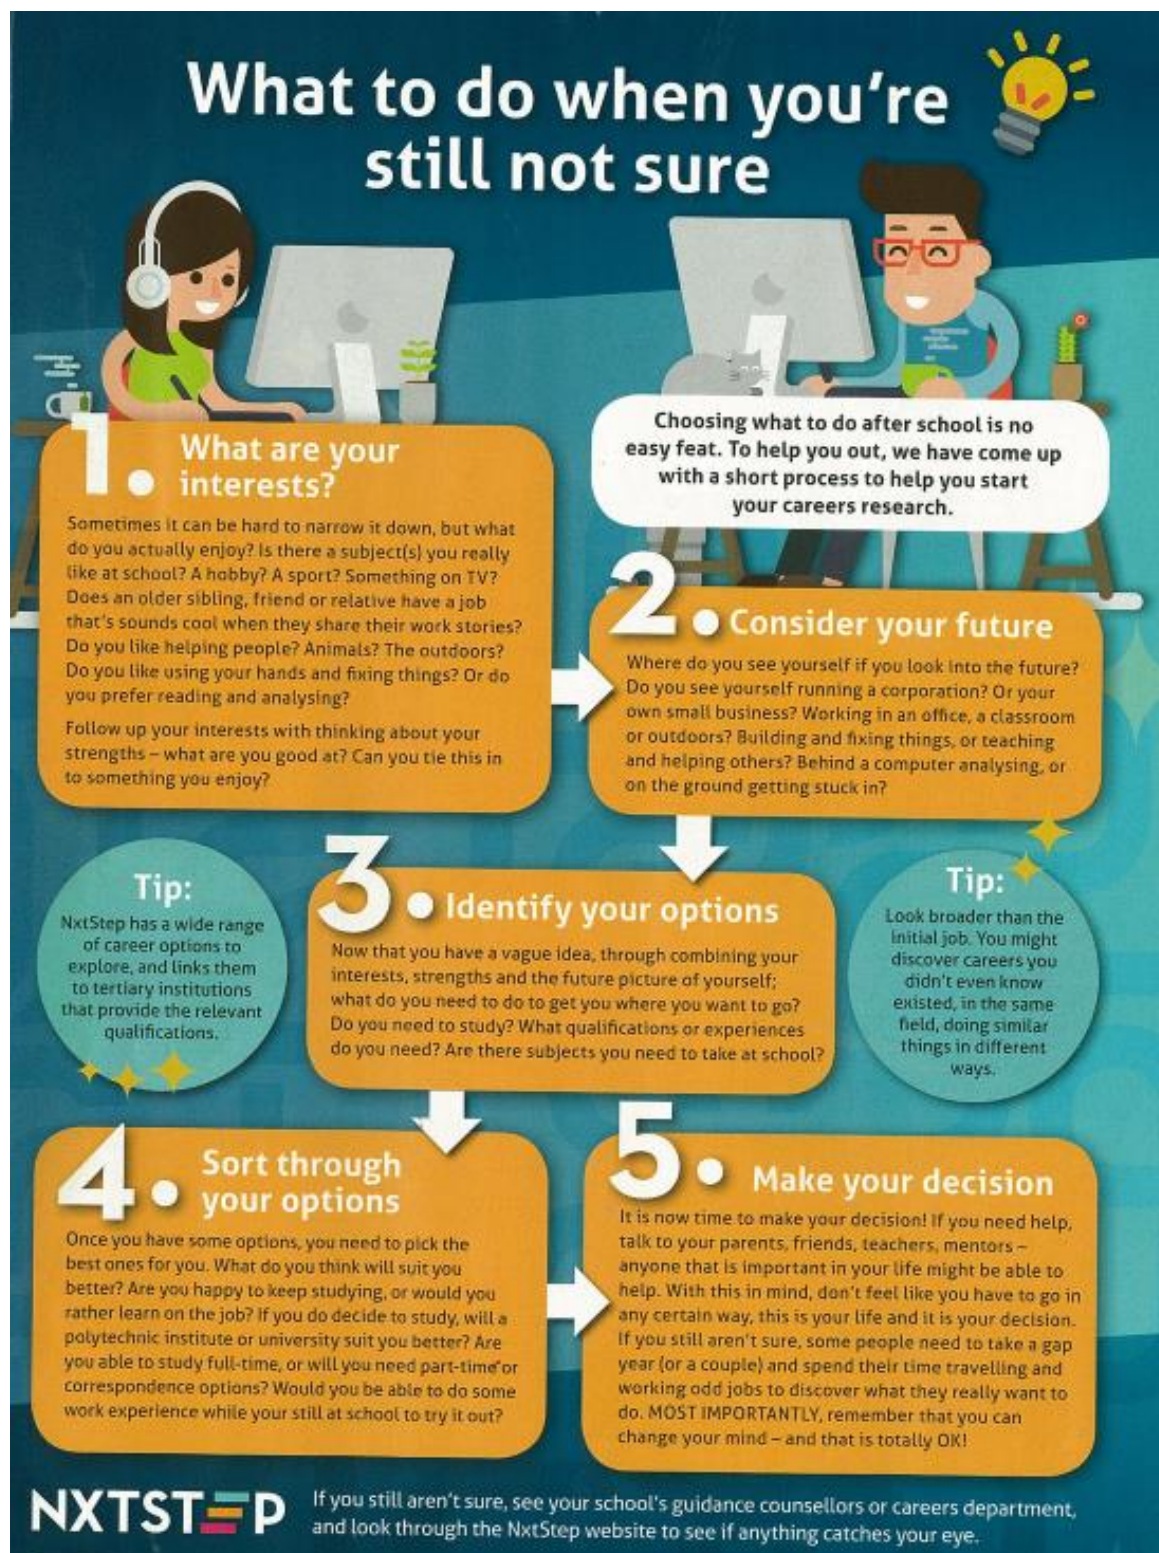 What to do when you're
still not sure
1.
What are your
interests?
Sometimes it can be hard to narrow it down, but what
do you actually enjoy? Is there a subject(s) you really
like at school? A hobby? A sport? Something on TV?
Does an older sibling, friend or relative have a job
that's sounds cool when they share their work stories?
Do you like helping people? Animals? The outdoors?
Do you like using your hands and fixing things? Or do
you prefer reading and analysing?
Follow up your interests with thinking about your
strengths – what are you good at? Can you tie this in
to something you enjoy?
Choosing what to do after school is no
easy feat. To help you out, we have come up
with a short process to help you start
your careers research.
2.
Consider your future
Where do you see yourself if you look into the future?
Do you see yourself running a corporation? Or your
own small business? Working in an office, a classroom
or outdoors? Building and fixing things, or teaching
and helping others? Behind a computer analysing, or
on the ground getting stuck in?
Tip:
NxtStep has a wide range
of career options to
explore, and links them
to tertiary institutions
that provide the relevant
qualifications.
3.
Identify your options
Now that you have a vague idea, through combining your
interests, strengths and the future picture of yourself;
what do you need to do to get you where you want to go?
Do you need to study? What qualifications or experiences
do you need? Are there subjects you need to take at school?
Tip:
Look broader than the
initial job. You might
discover careers you
didn't even know
existed, in the same
field, doing similar
things in different
ways.
4.
Sort through
your options
Once you have some options, you need to pick the
best ones for you. What do you think will suit you
better? Are you happy to keep studying, or would you
rather learn on the job? If you do decide to study, will a
polytechnic institute or university suit you better? Are
you able to study full-time, or will you need part-time or
correspondence options? Would you be able to do some
work experience while your still at school to try it out?
5.
Make your decision
It is now time to make your decision! If you need help,
talk to your parents, friends, teachers, mentors –
anyone that is important in your life might be able to
help. With this in mind, don't feel like you have to go in
any certain way, this is your life and it is your decision.
If you still aren't sure, some people need to take a gap
year (or a couple) and spend their time travelling and
working odd jobs to discover what they really want to
do. MOST IMPORTANTLY, remember that you can
change your mind – and that is totally OK!
NXTSTEP
If you still aren't sure, see your school's guidance counsellors or careers department,
and look through the NxtStep website to see if anything catches your eye.